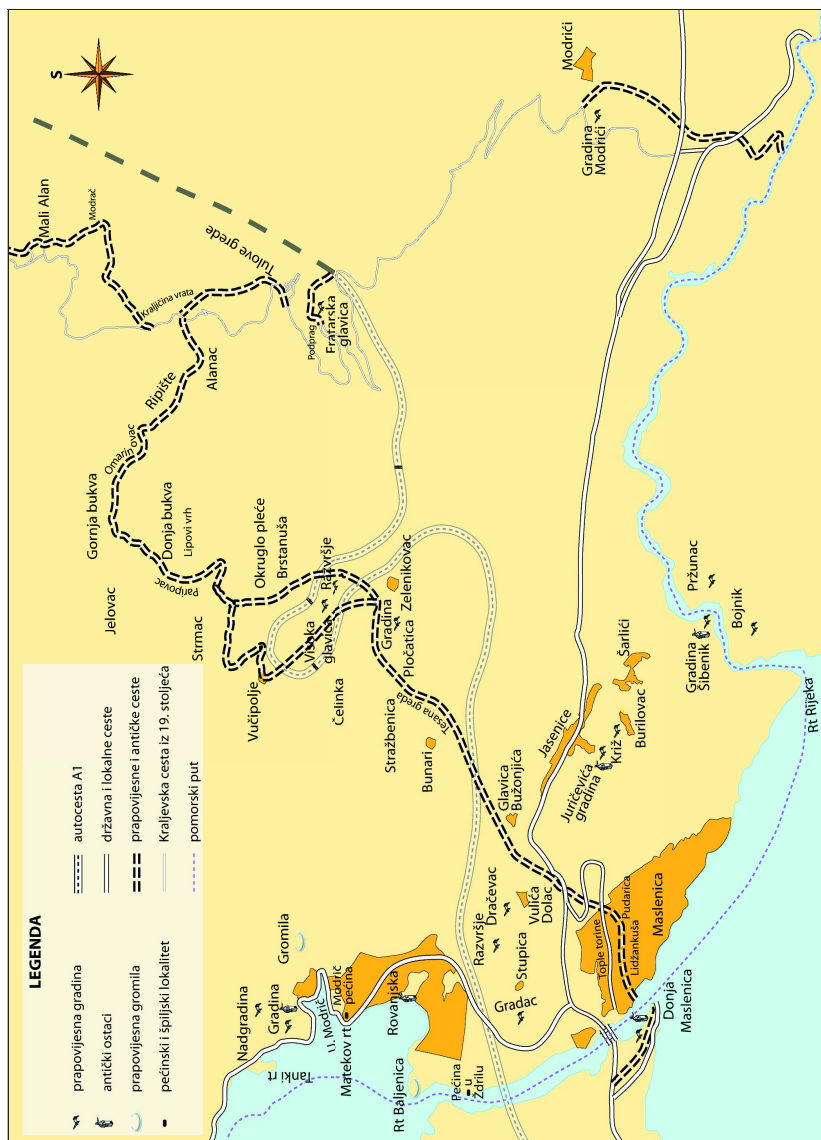 LEGENDA
prapovijesna gradina
antički ostaci
prapovijesna gromila
pećinski i špiljski lokalitet
autocesta A1
državna i lokalne ceste
prapovijesne i antičke ceste
Kraljevska cesta iz 19. stoljeća
pomorski put
S
Mali Alan
Modrač
Kraljičina vrata
Tulove grede
Podprag
Fratarska
glavica
Alanac
Ripište
Omarin ovac
Gornja bukva
Donja bukva
Lipovi vrh
Paripovac
Jelovac
Strmac
Okruglo pleće
Brstanuša
Razvršje
Visoka
glavica
Vučipolje
Čelinka
Zelenikovac
Gradina
Pločatica
Stražbenica
Tesana greda
Bunari
Modrići
Gradina
Modrići
Glavica
Bužonjića
Jasenice
Juričevića
gradina
Križ
Burilovac
Šarlići
Pržunac
Gradina
Šibenik
Bojnik
Rt Rijeka
Nadgradina
Gradina
Gromila
U. Modrič
Modrič
pećina
Tanki rt
Matekov rt
Rovanjska
Rt Baljenica
Pećina
u
Ždrilu
Razvršje
Dračevac
Stupica
Gradac
Vulića
Dolac
Tople torine
Pudarica
Lidžankuša
Maslenica
Donja
Maslenica